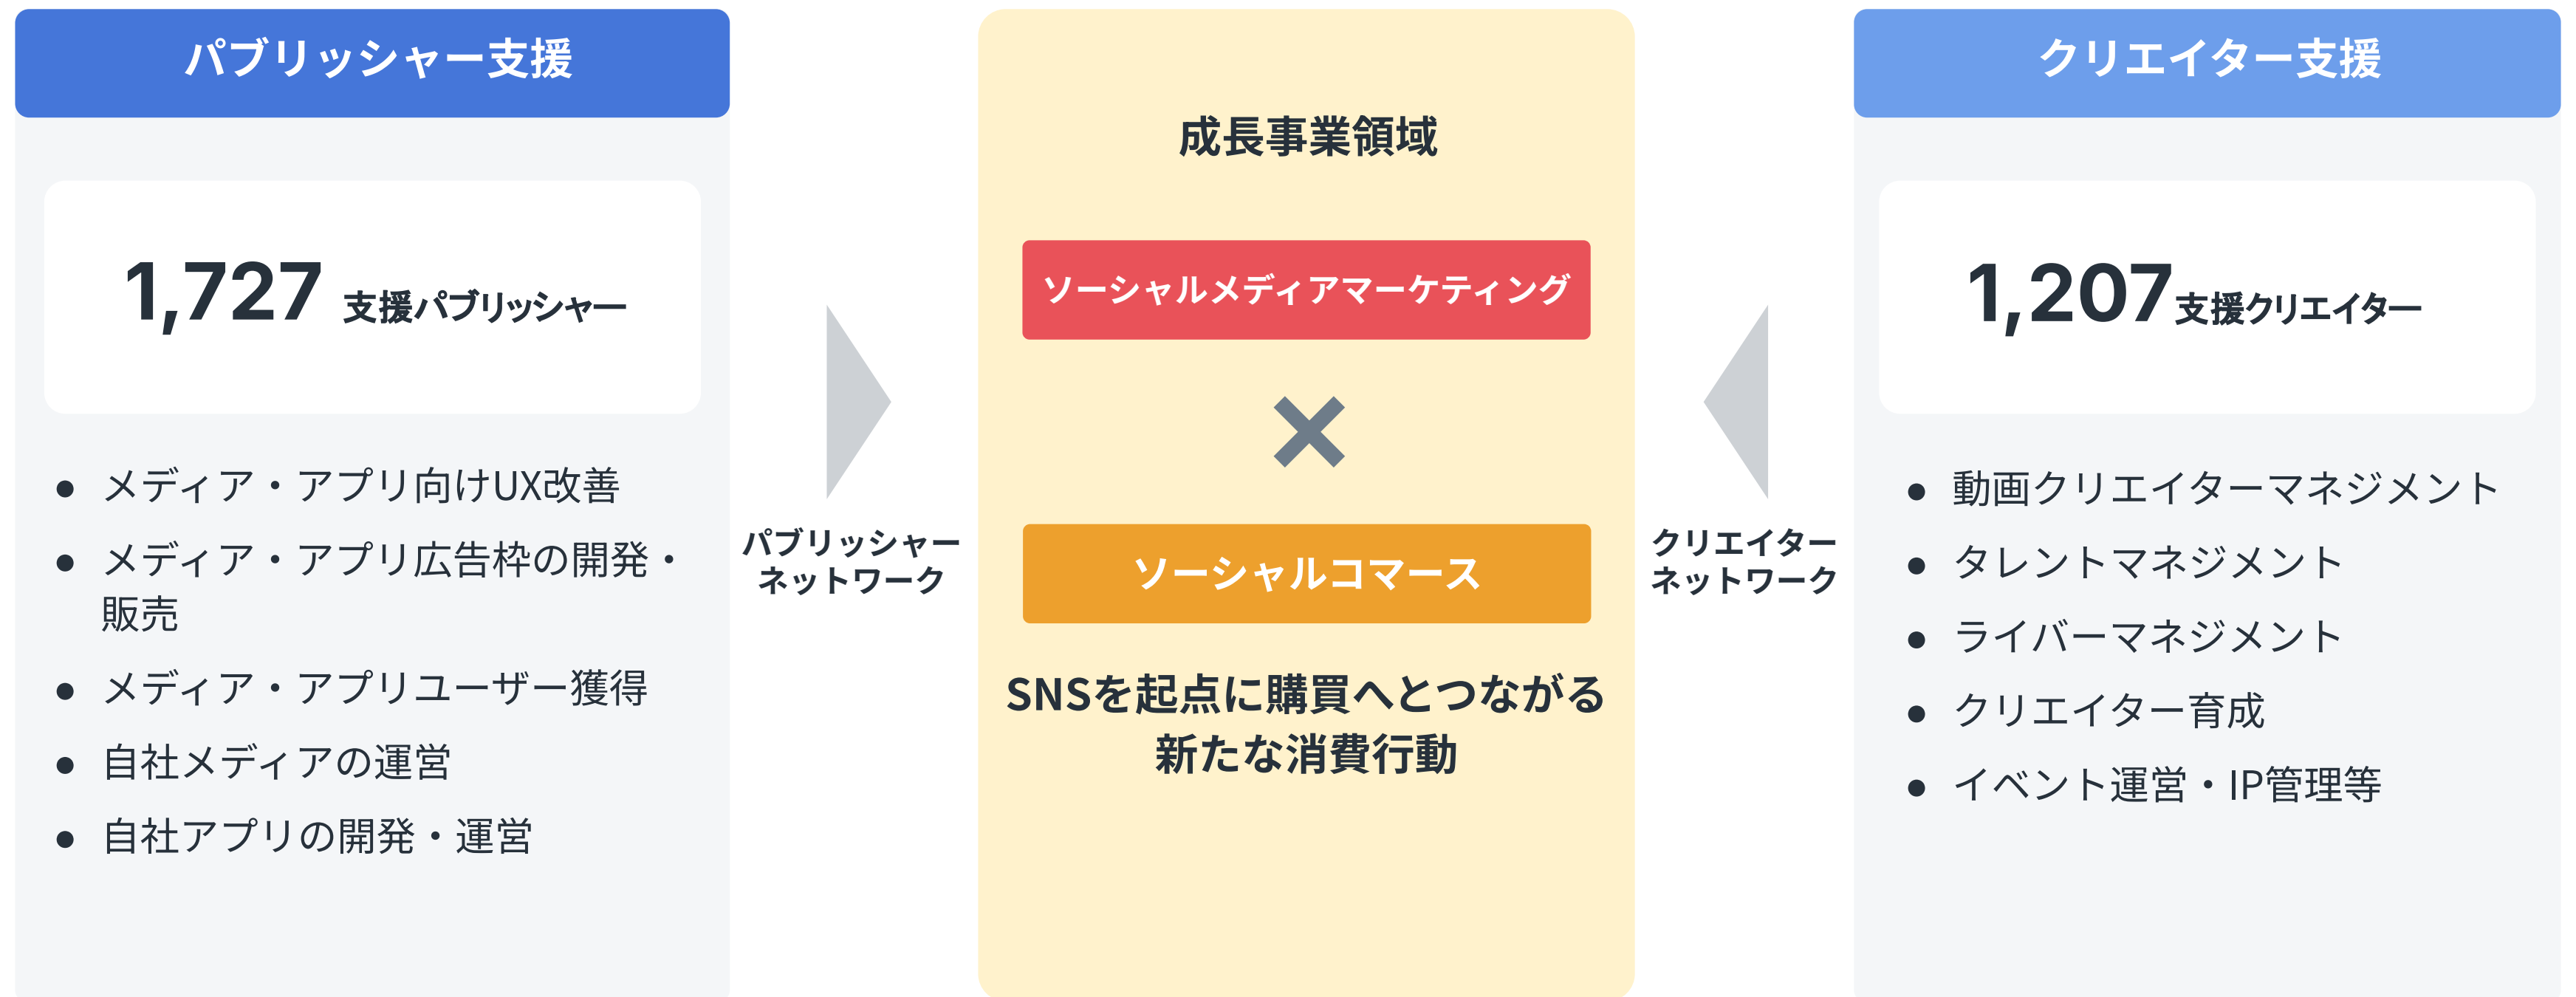 パブリッシャー支援
1,727 支援パブリッシャー
● メディア・アプリ向けUX改善
● メディア・アプリ広告枠の開発・
販売
● メディア・アプリユーザー獲得
● 自社メディアの運営
● 自社アプリの開発・運営
パブリッシャー
ネットワーク
成長事業領域
ソーシャルメディアマーケティング
×
ソーシャルコマース
SNSを起点に購買へとつながる
新たな消費行動
クリエイター
ネットワーク
クリエイター支援
1,207支援クリエイター
● 動画クリエイターマネジメント
● タレントマネジメント
● ライバーマネジメント
● クリエイター育成
● イベント運営・IP管理等